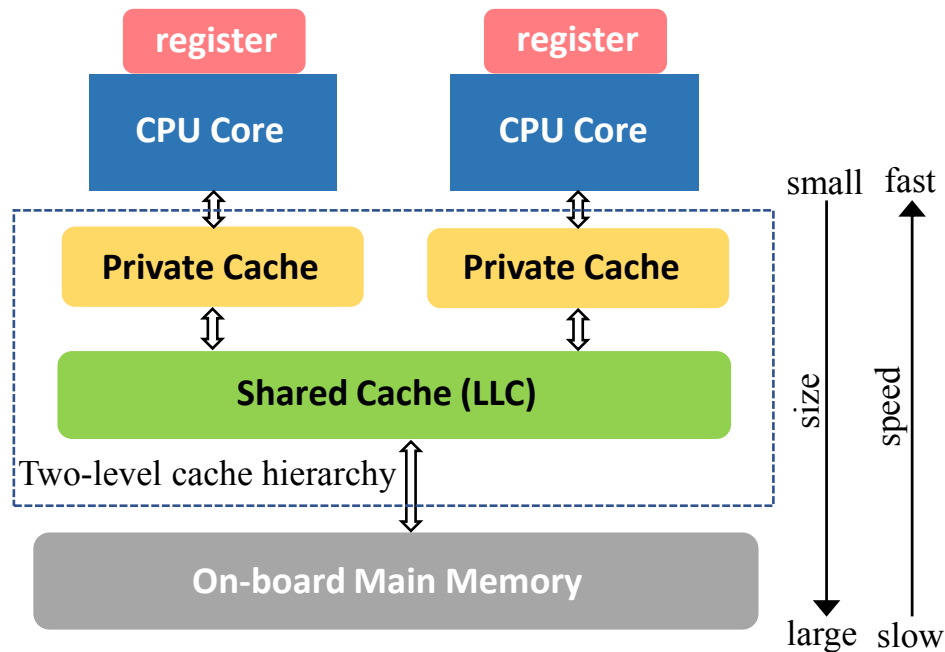 register
register
CPU Core
CPU Core
small
fast
Private Cache
Private Cache
Shared Cache (LLC)
size
speed
Two-level cache hierarchy
On-board Main Memory
large
slow